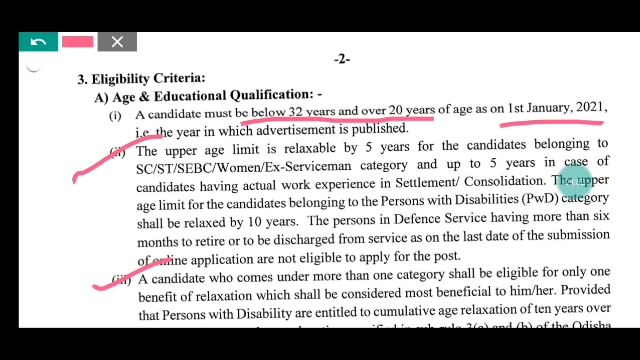 -2-
3. Eligibility Criteria:
A) Age & Educational Qualification: -
(i) A candidate must be below 32 years and over 20 years of age as on 1st January, 2021,
i.e. the year in which advertisement is published.
(ii) The upper age limit is relaxable by 5 years for the candidates belonging to
SC/ST/SEBC/Women/Ex-Serviceman category and up to 5 years in case of
candidates having actual work experience in Settlement/ Consolidation. The upper
age limit for the candidates belonging to the Persons with Disabilities (PwD) category
shall be relaxed by 10 years. The persons in Defence Service having more than six
months to retire or to be discharged from service as on the last date of the submission
of online application are not eligible to apply for the post.
(iii) A candidate who comes under more than one category shall be eligible for only one
benefit of relaxation which shall be considered most beneficial to him/her. Provided
that Persons with Disability are entitled to cumulative age relaxation of ten years over
sub-rule 3(a) and (b) of the Odisha